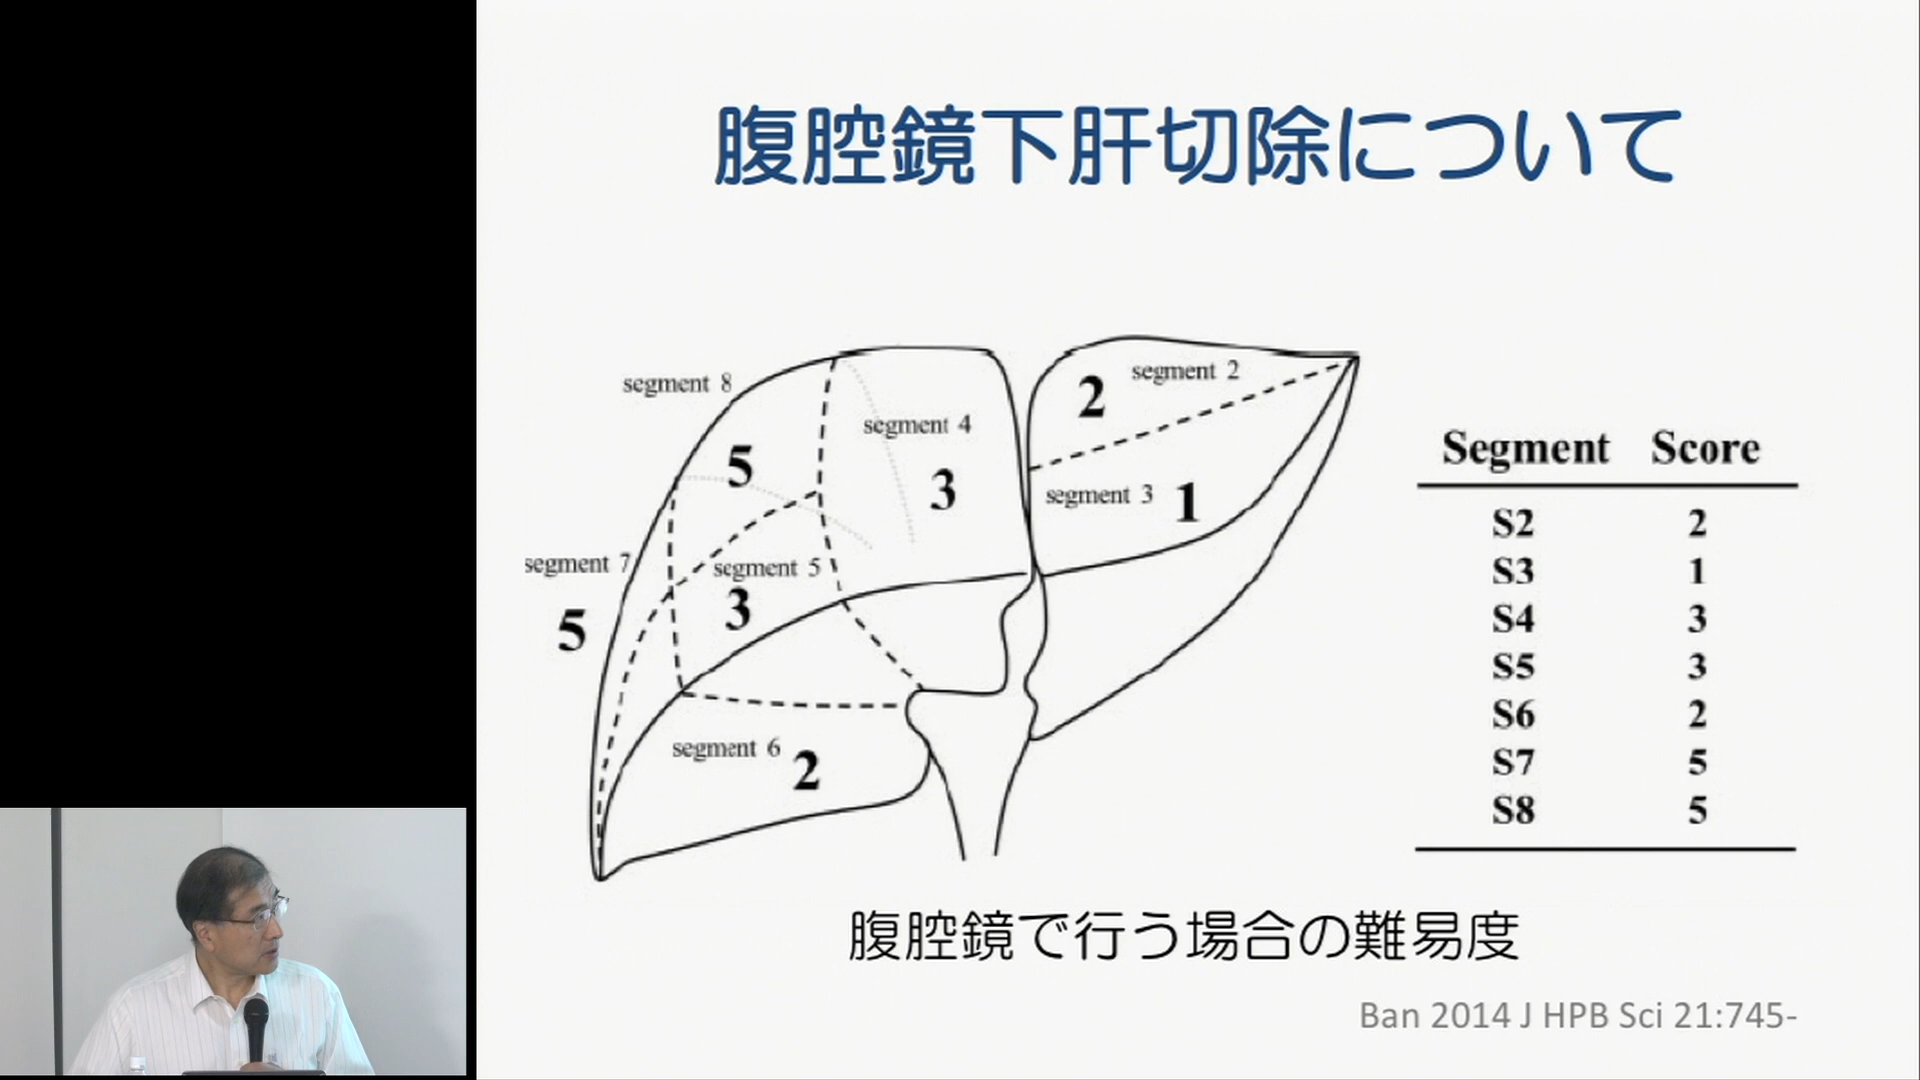 腹腔鏡下肝切除について
segment 8
5
segment 4
3
segment 2
2
segment 3 1
segment 7
5
segment 5
3
segment 6
2
Segment Score
S2 2
S3 1
S4 3
S5 3
S6 2
S7 5
S8 5
腹腔鏡で行う場合の難易度
Ban 2014 J HPB Sci 21:745-